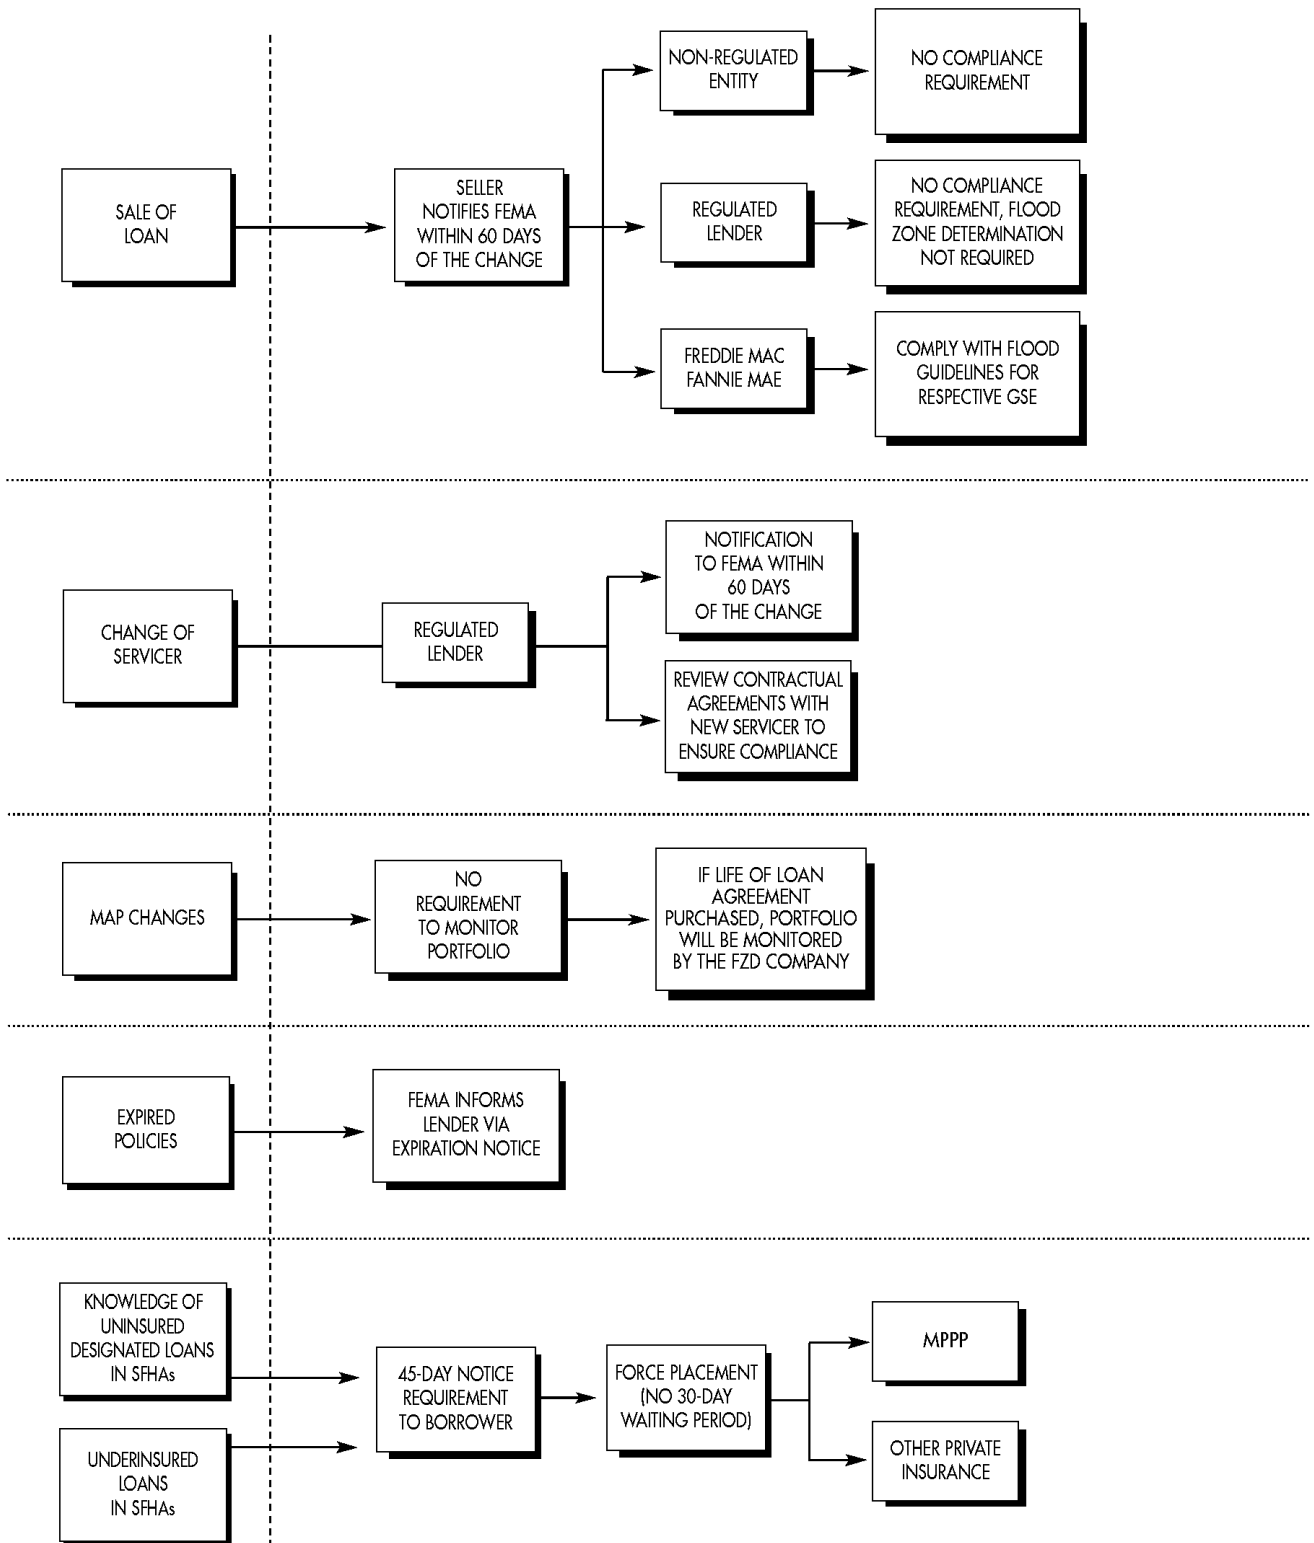 SALE OF
LOAN
SELLER
NOTIFIES FEMA
WITHIN 60 DAYS
OF THE CHANGE
NON-REGULATED
ENTITY
NO COMPLIANCE
REQUIREMENT
REGULATED
LENDER
NO COMPLIANCE
REQUIREMENT, FLOOD
ZONE DETERMINATION
NOT REQUIRED
FREDDIE MAC
FANNIE MAE
COMPLY WITH FLOOD
GUIDELINES FOR
RESPECTIVE GSE
CHANGE OF
SERVICER
REGULATED
LENDER
NOTIFICATION
TO FEMA WITHIN
60 DAYS
OF THE CHANGE
REVIEW CONTRACTUAL
AGREEMENTS WITH
NEW SERVICER TO
ENSURE COMPLIANCE
MAP CHANGES
NO
REQUIREMENT
TO MONITOR
PORTFOLIO
IF LIFE OF LOAN
AGREEMENT
PURCHASED, PORTFOLIO
WILL BE MONITORED
BY THE FZD COMPANY
EXPIRED
POLICIES
FEMA INFORMS
LENDER VIA
EXPIRATION NOTICE
KNOWLEDGE OF
UNINSURED
DESIGNATED LOANS
IN SFHAs
UNDERINSURED
LOANS
IN SFHAs
45-DAY NOTICE
REQUIREMENT
TO BORROWER
FORCE PLACEMENT
(NO 30-DAY
WAITING PERIOD)
MPPP
OTHER PRIVATE
INSURANCE